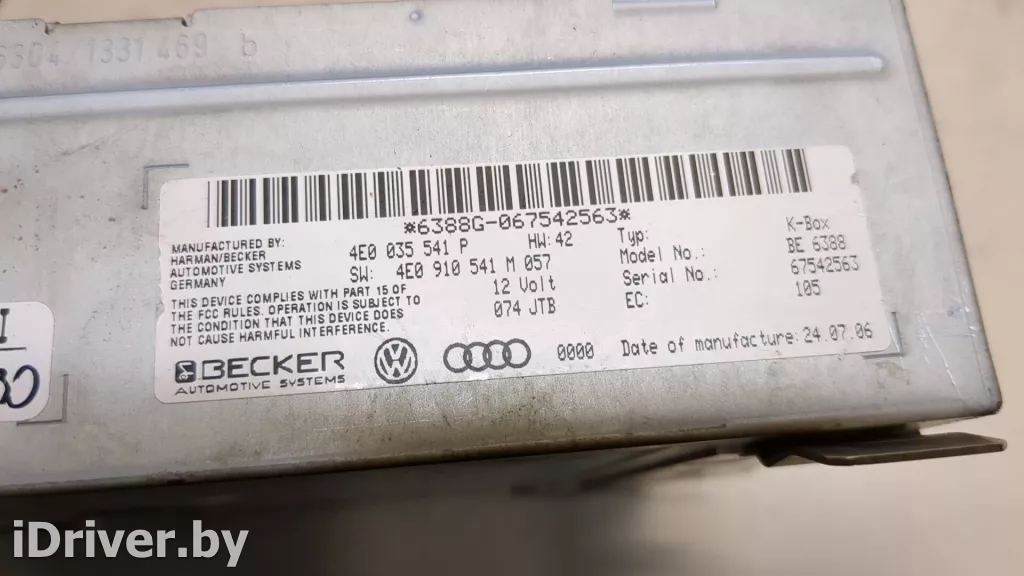 6304 1331 469 b
*6388G-067542563*
MANUFACTURED BY:
HARMAN/BECKER
AUTOMOTIVE SYSTEMS
GERMANY
4E0 035 541 P HW: 42
SW: 4E0 910 541 M 057
12 Volt
074 JTB
Typ: K-Box
Model No.: BE 6388
Serial No.: 67542563
EC: 105
THIS DEVICE COMPLIES WITH PART 15 OF
THE FCC RULES. OPERATION IS SUBJECT TO
THE CONDITION THAT THIS DEVICE DOES
NOT CAUSE HARMFUL INTERFERENCE.
BECKER
AUTOMOTIVE SYSTEMS
0000 Date of manufacture: 24.07.06
iDriver.by